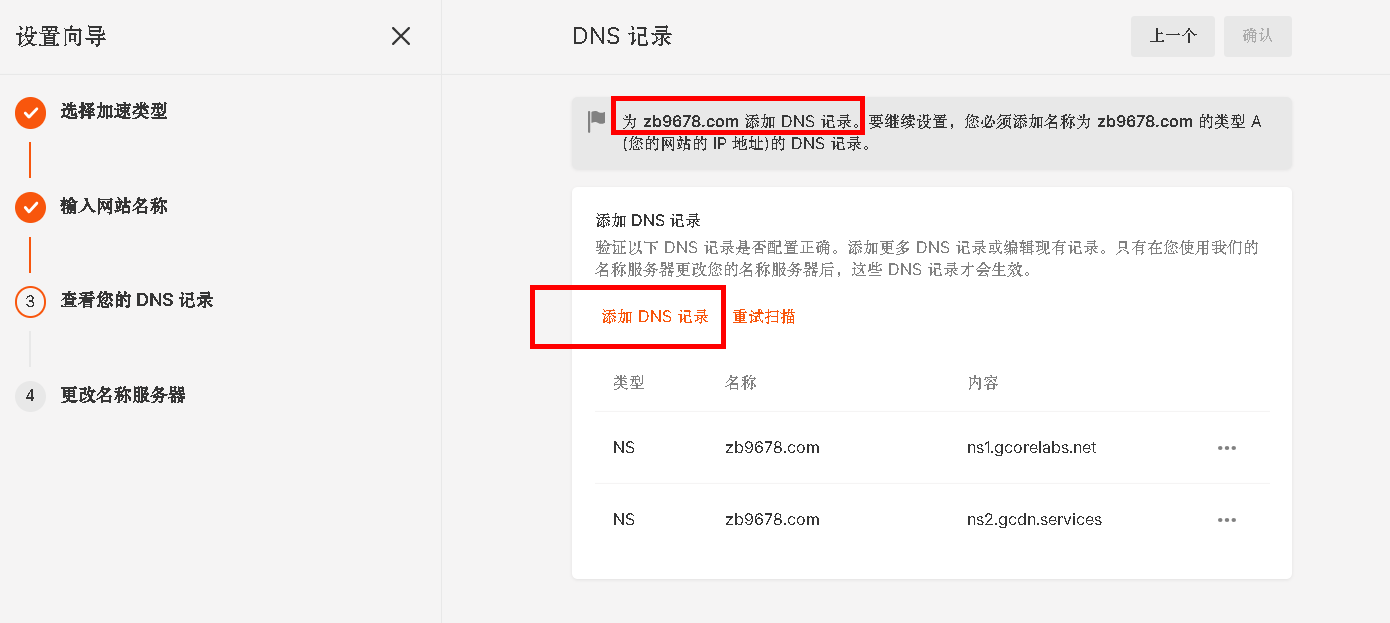 设置向导
选择加速类型
输入网站名称
3
查看您的 DNS 记录
4
更改名称服务器
DNS 记录
上一个
确认
为 zb9678.com 添加 DNS 记录。要继续设置，您必须添加名称为 zb9678.com 的类型 A
(您的网站的 IP 地址)的 DNS 记录。
添加 DNS 记录
验证以下 DNS 记录是否配置正确。添加更多 DNS 记录或编辑现有记录。只有在您使用我们的
名称服务器更改您的名称服务器后，这些 DNS 记录才会生效。
添加 DNS 记录 重试扫描
类型 名称 内容
NS zb9678.com ns1.gcorelabs.net
NS zb9678.com ns2.gcdn.services